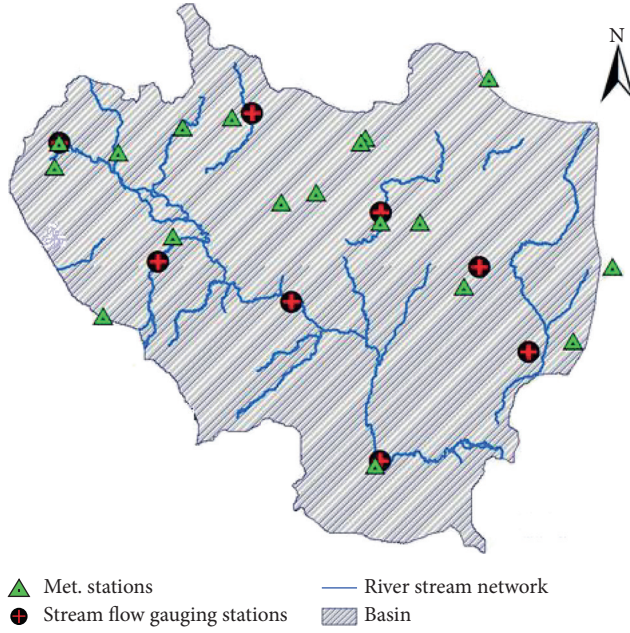 N
Met. stations
River stream network
Stream flow gauging stations
Basin